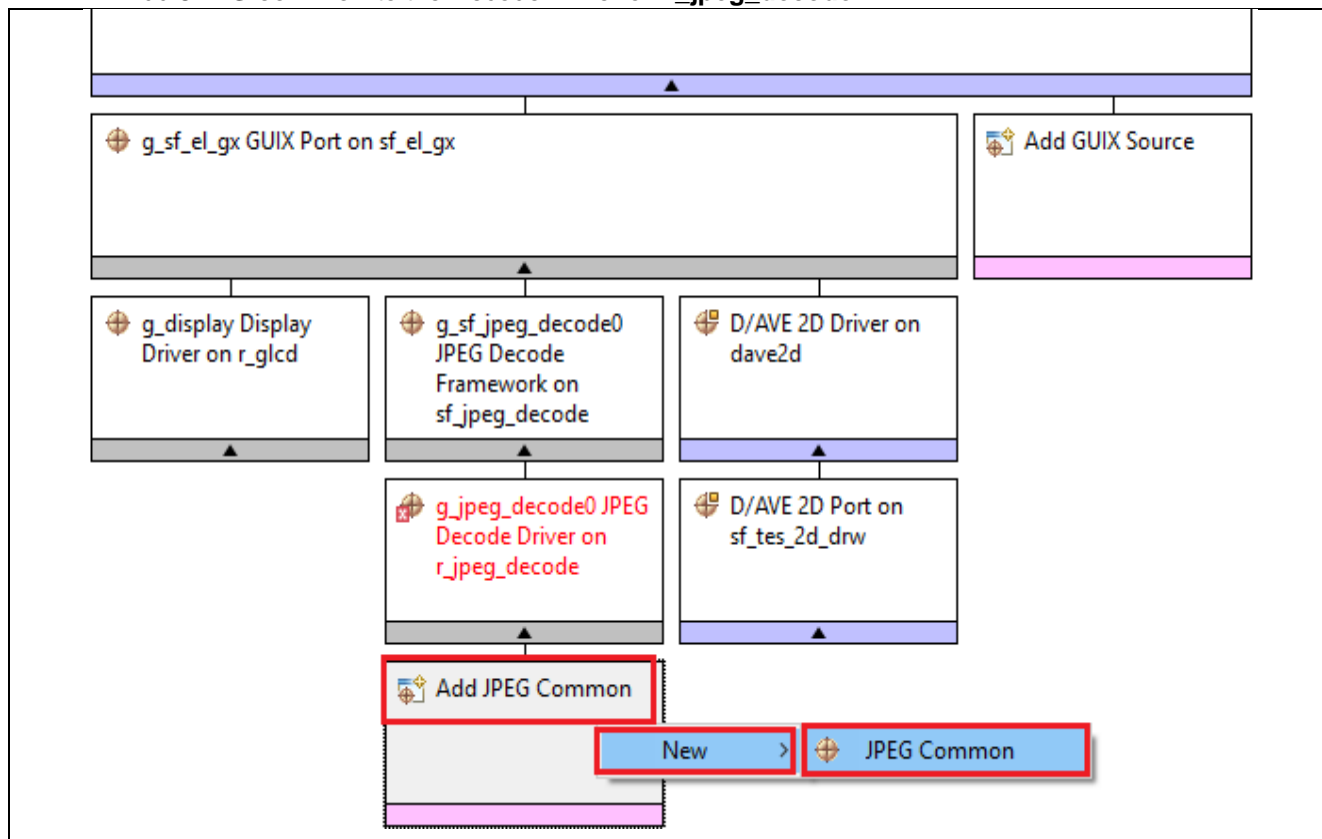 g_sf_el_gx GUIX Port on sf_el_gx
Add GUIX Source
g_display Display
Driver on r_glcd
g_sf_jpeg_decode0
JPEG Decode
Framework on
sf_jpeg_decode
D/AVE 2D Driver on
dave2d
g_jpeg_decode0 JPEG
Decode Driver on
r_jpeg_decode
D/AVE 2D Port on
sf_tes_2d_drw
Add JPEG Common
New >
JPEG Common